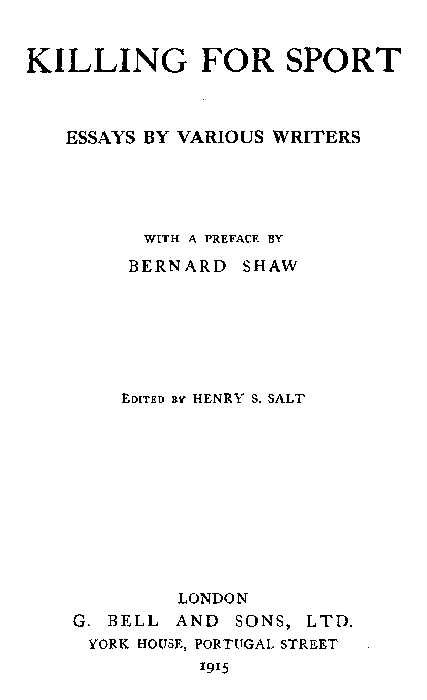 KILLING FOR SPORT
ESSAYS BY VARIOUS WRITERS
WITH A PREFACE BY
BERNARD SHAW
EDITED BY HENRY S. SALT
LONDON
G. BELL AND SONS, LTD.
YORK HOUSE, PORTUGAL STREET
1915